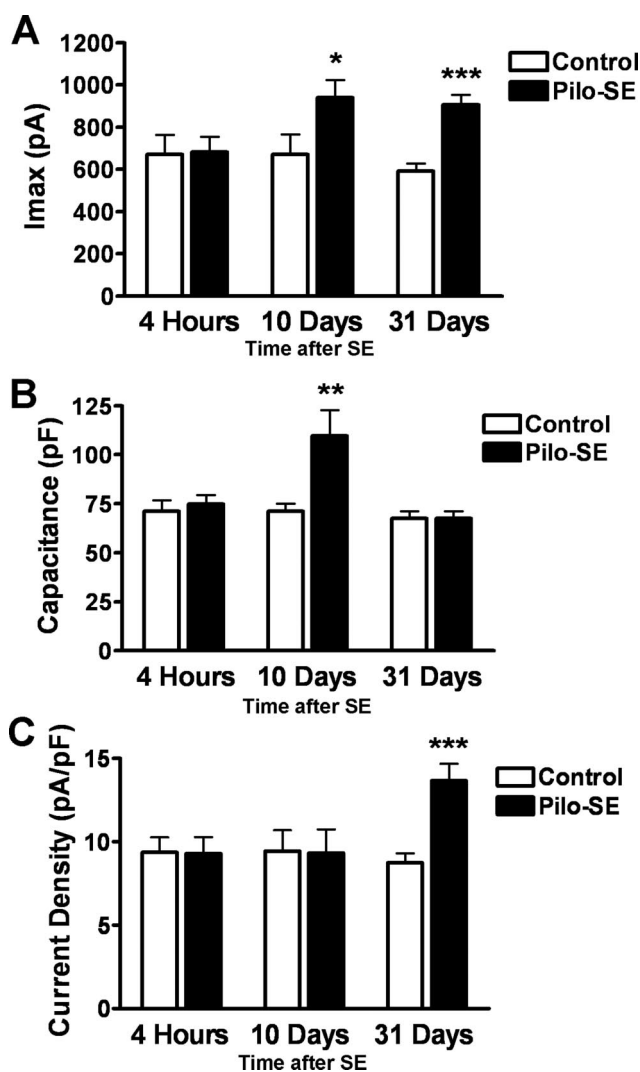 A
Imax (pA)
1200
1000
800
600
400
200
0
*
***
Control
Pilo-SE
4 Hours 10 Days 31 Days
Time after SE
B
Capacitance (pF)
125
100
75
50
25
0
**
Control
Pilo-SE
4 Hours 10 Days 31 Days
Time after SE
C
Current Density (pA/pF)
15
10
5
0
***
Control
Pilo-SE
4 Hours 10 Days 31 Days
Time after SE